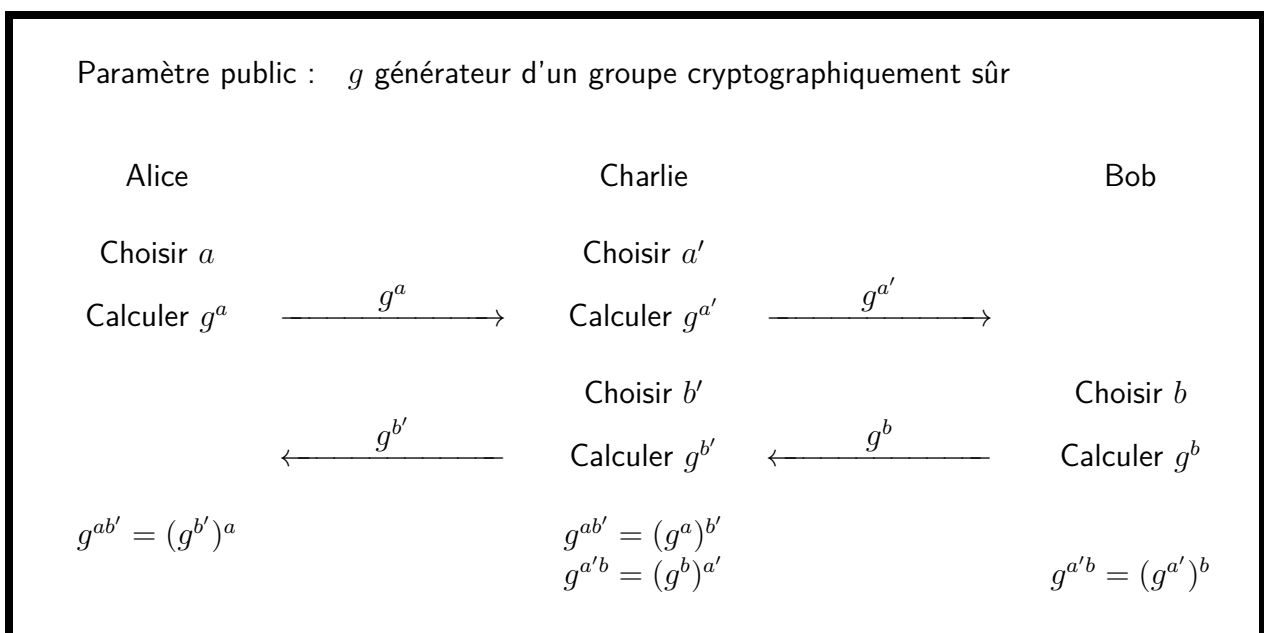 Paramètre public : g générateur d'un groupe cryptographiquement sûr
Alice Charlie Bob
Choisir a Choisir a′
g^a g^{a′}
Calculer g^a Calculer g^{a′}
Choisir b′ Choisir b
g^{b′} g^b
Calculer g^{b′} Calculer g^b
g^{ab′} = (g^{b′})^a g^{ab′} = (g^a)^{b′}
g^{a′b} = (g^b)^{a′} g^{a′b} = (g^{a′})^b